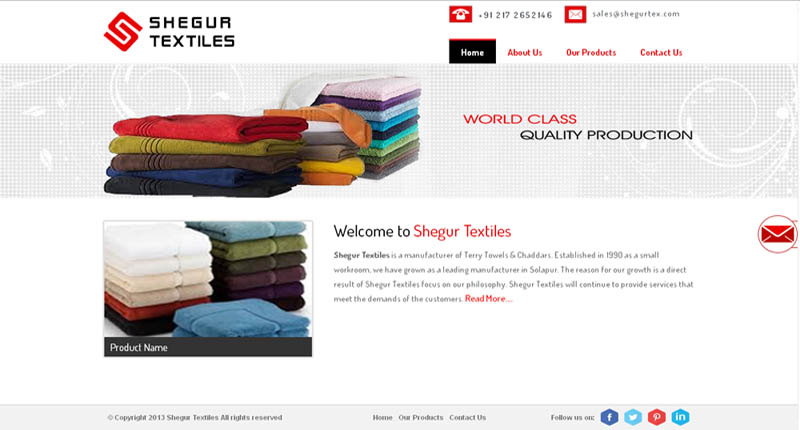 SHEGUR
TEXTILES
+91 217 2652146
sales@shegurtex.com
Home About Us Our Products Contact Us
WORLD CLASS
QUALITY PRODUCTION
Welcome to Shegur Textiles
Shegur Textiles is a manufacturer of Terry Towels & Chaddars. Established in 1990 as a small
workroom, we have grown as a leading manufacturer in Solapur. The reason for our growth is a direct
result of Shegur Textiles focus on our philosophy. Shegur Textiles will continue to provide services that
meet the demands of the customers. Read More....
Product Name
© Copyright 2013 Shegur Textiles All rights reserved
Home Our Products Contact Us
Follow us on: